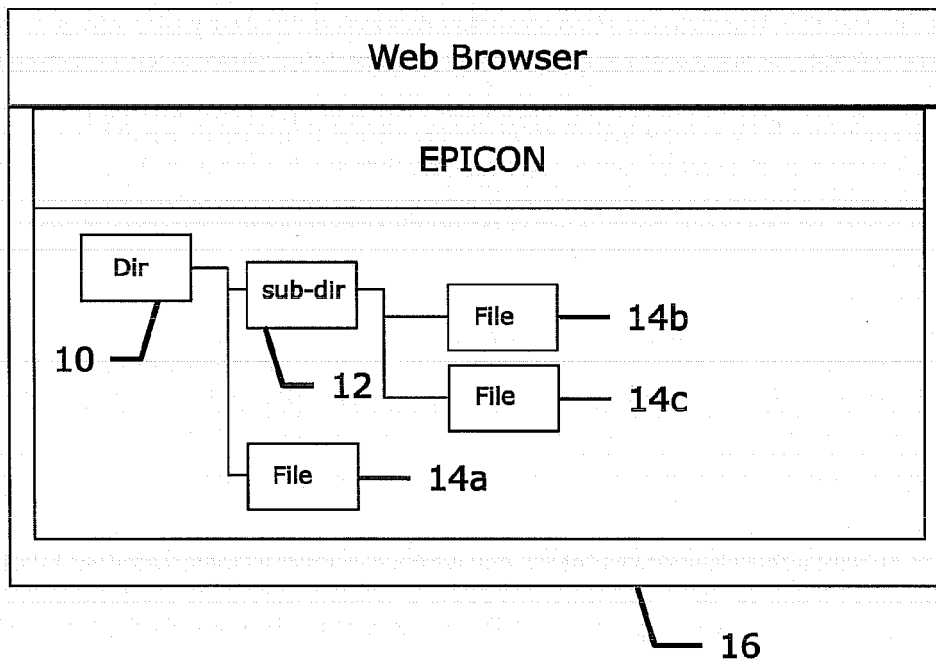 Web Browser
EPICON
Dir
sub-dir
File
14b
10
12
File
14c
File
14a
16